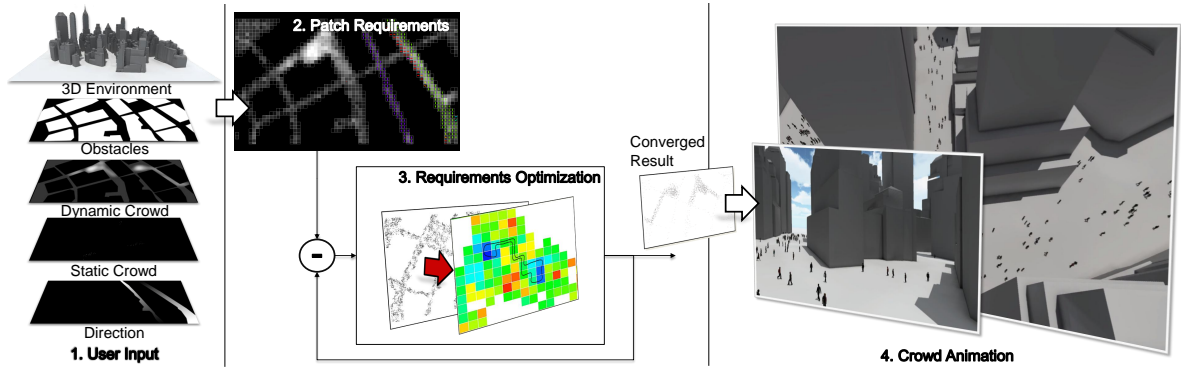 3D Environment
Obstacles
Dynamic Crowd
Static Crowd
Direction
1. User Input
2. Patch Requirements
3. Requirements Optimization
-
Converged
Result
4. Crowd Animation